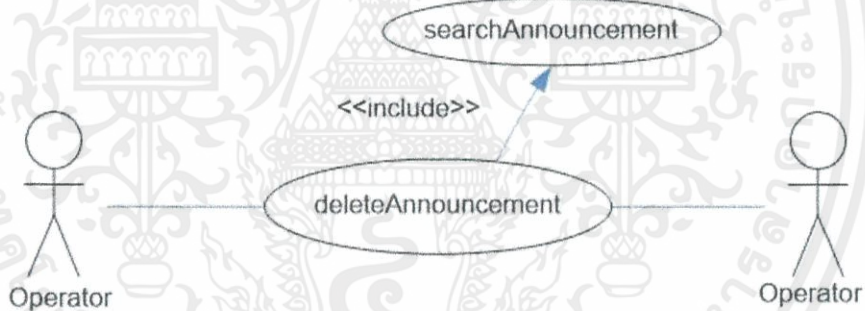 searchAnnouncement
<<include>>
deleteAnnouncement
Operator
Operator